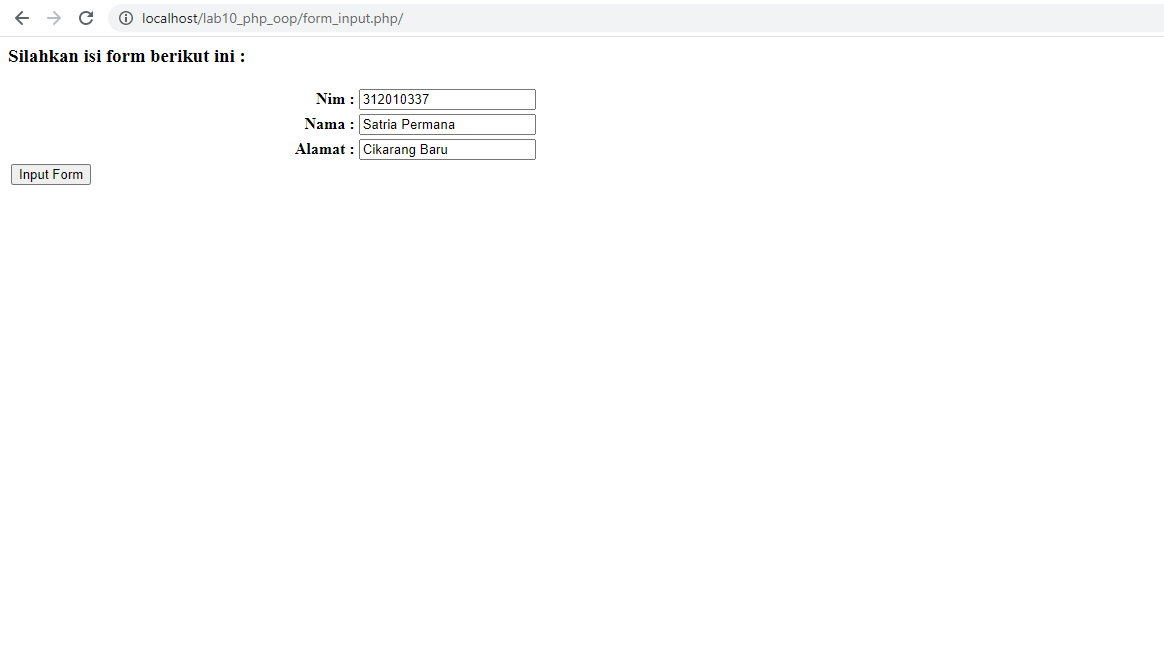 localhost/lab10_php_oop/form_input.php/
Silahkan isi form berikut ini :
Nim : 312010337
Nama : Satria Permana
Alamat : Cikarang Baru
Input Form